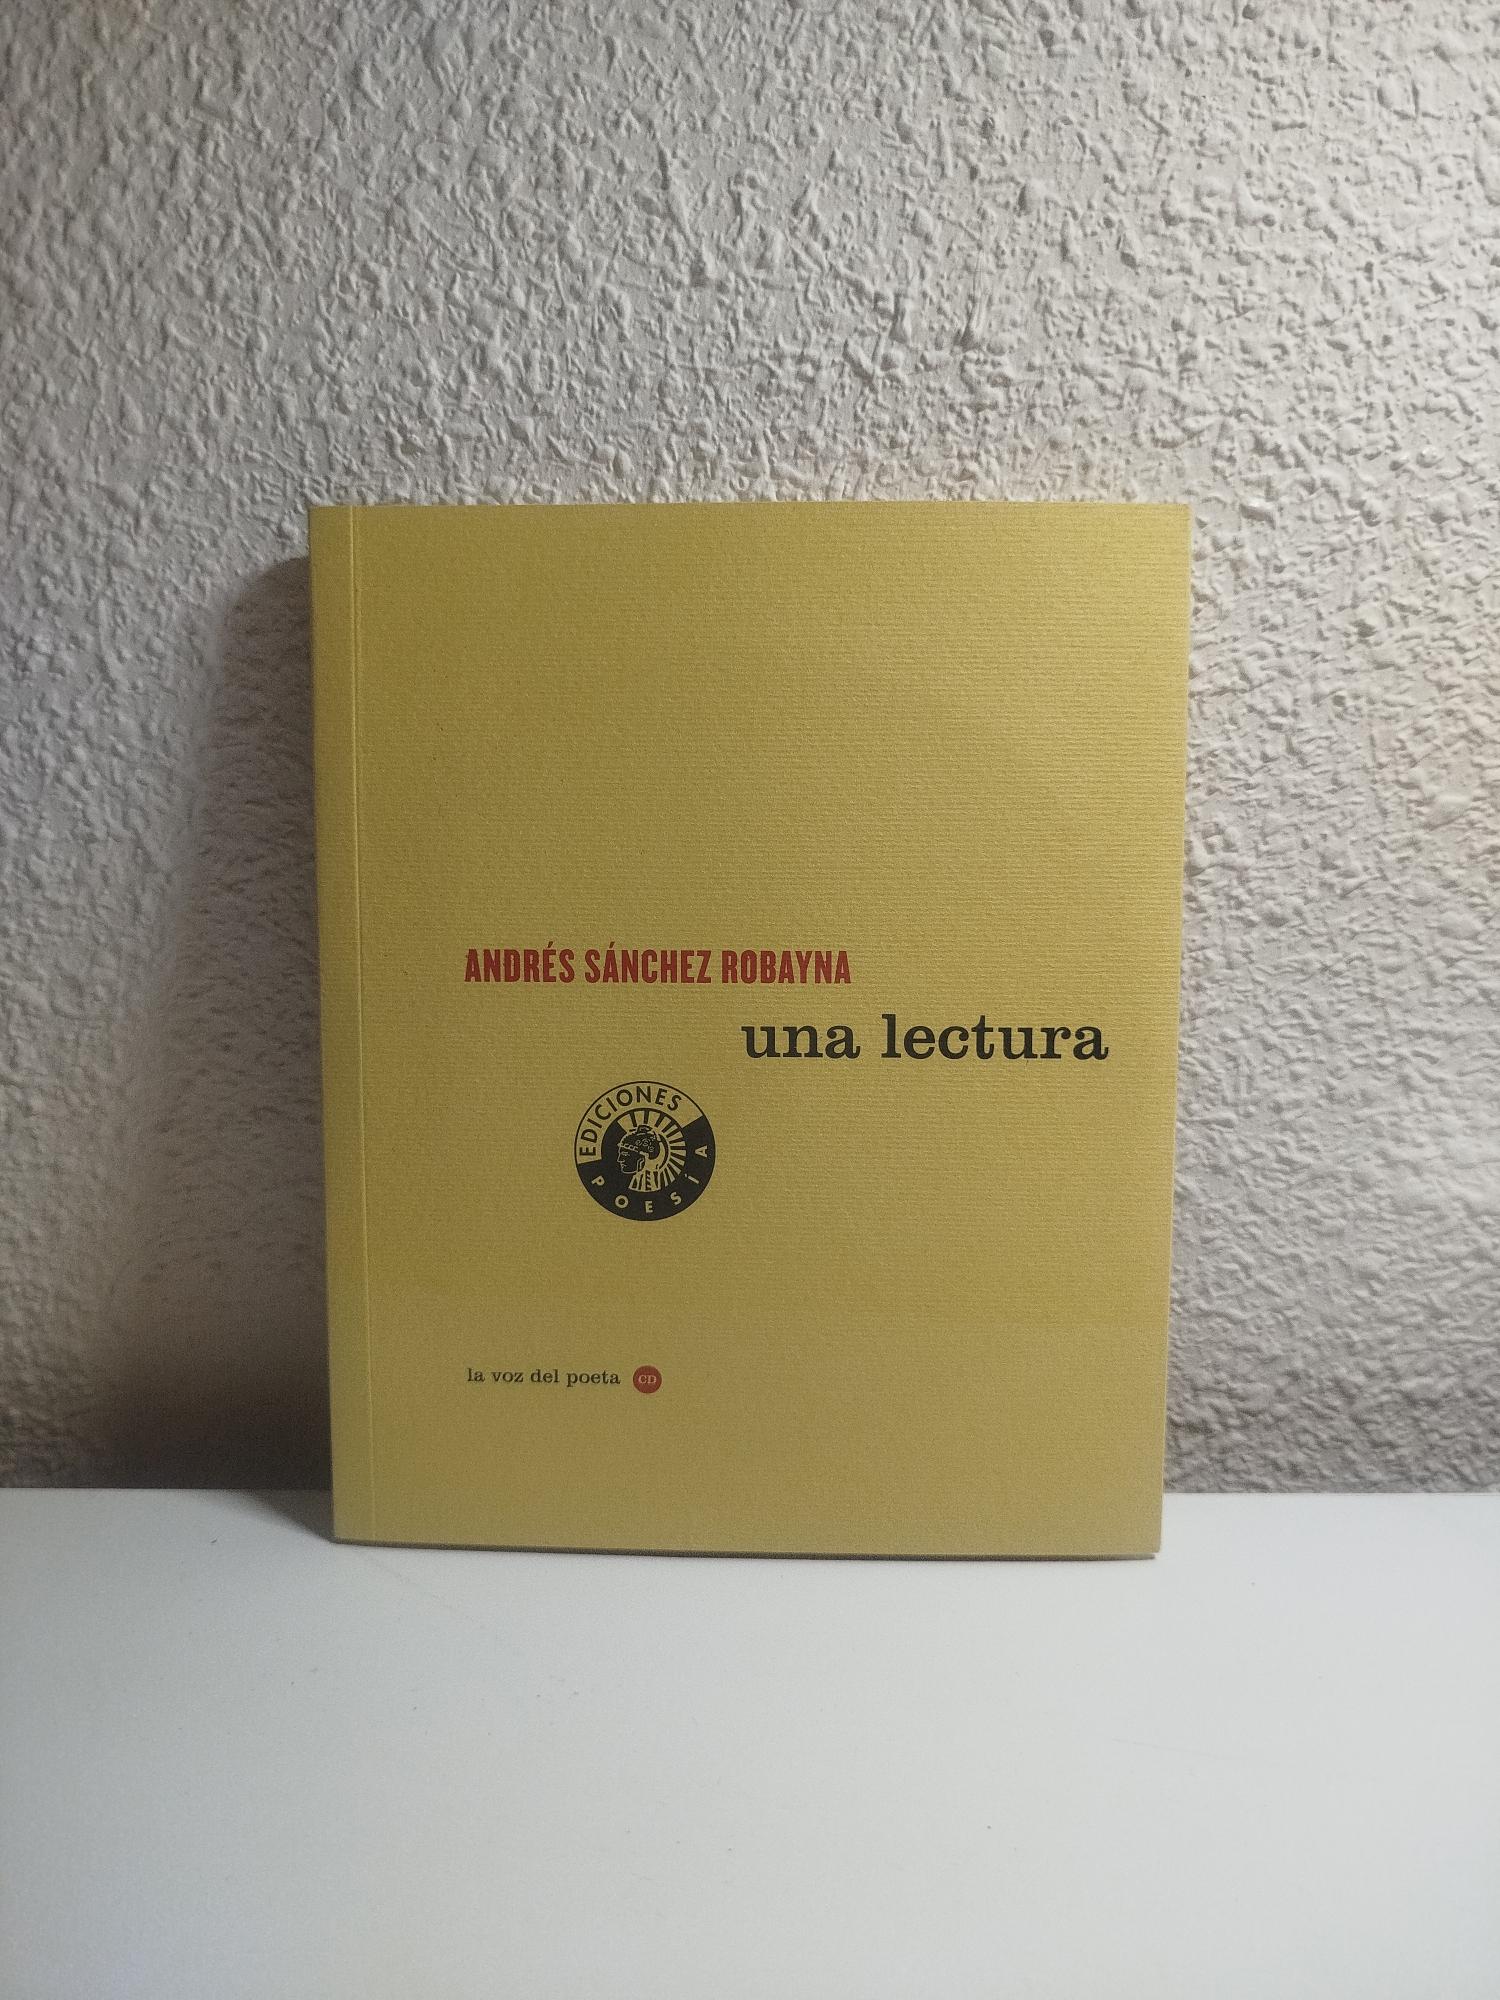 ANDRÉS SÁNCHEZ ROBAYNA
una lectura
EDICIONES
POESÍA
la voz del poeta CD